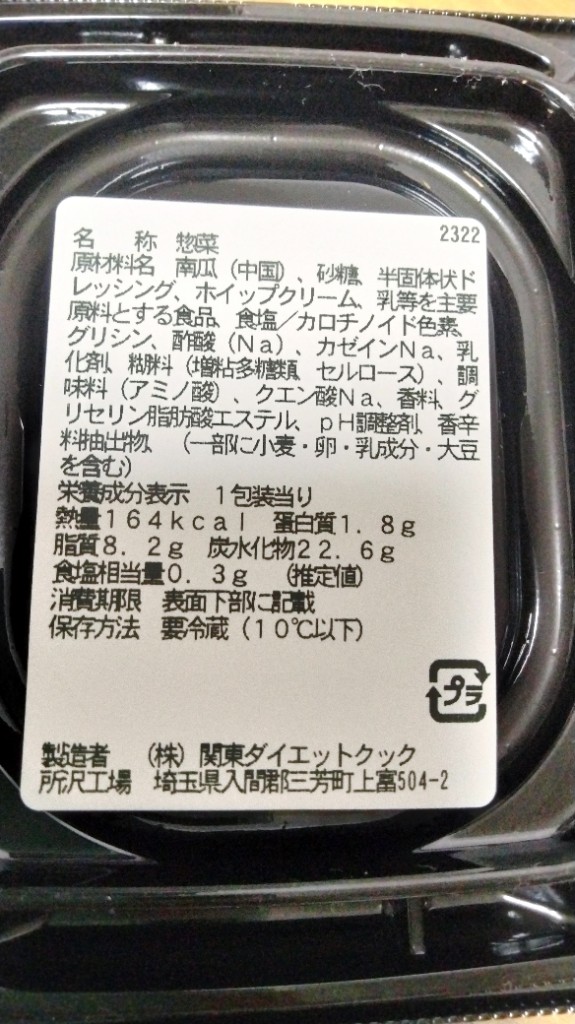 2322
名　　称　惣菜
原材料名　南瓜（中国）、砂糖、半固体状ド
レッシング、ホイップクリーム、乳等を主要
原料とする食品、食塩／カロチノイド色素、
グリシン、酢酸（Ｎａ）、カゼインＮａ、乳
化剤、糊料（増粘多糖類、セルロース）、調
味料（アミノ酸）、クエン酸Ｎａ、香料、グ
リセリン脂肪酸エステル、ｐＨ調整剤、香辛
料抽出物、（一部に小麦・卵・乳成分・大豆
を含む）
栄養成分表示　１包装当り
熱量１６４ｋｃａｌ　蛋白質１．８ｇ
脂質８．２ｇ　炭水化物２２．６ｇ
食塩相当量０．３ｇ　（推定値）
消費期限　表面下部に記載
保存方法　要冷蔵（１０℃以下）
プラ
製造者　（株）関東ダイエットクック
所沢工場　埼玉県入間郡三芳町上富504-2